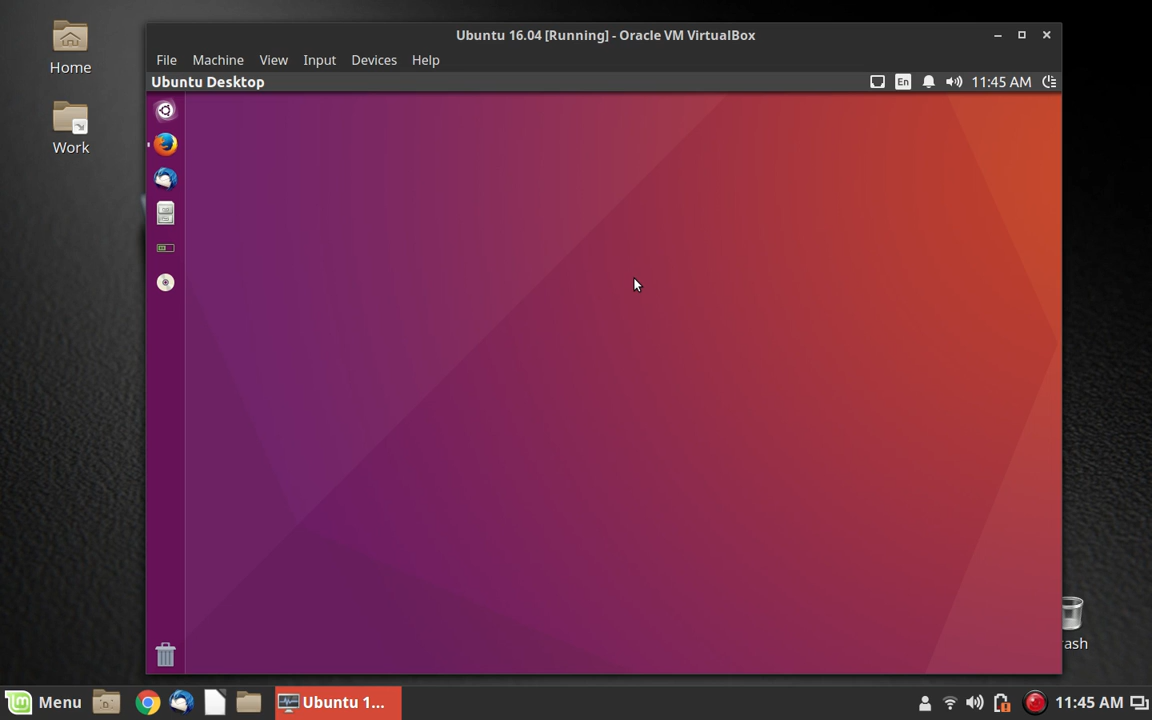 Home
Work
Ubuntu 16.04 [Running] - Oracle VM VirtualBox
File Machine View Input Devices Help
Ubuntu Desktop En 11:45 AM
ash
Menu Ubuntu 1... 11:45 AM